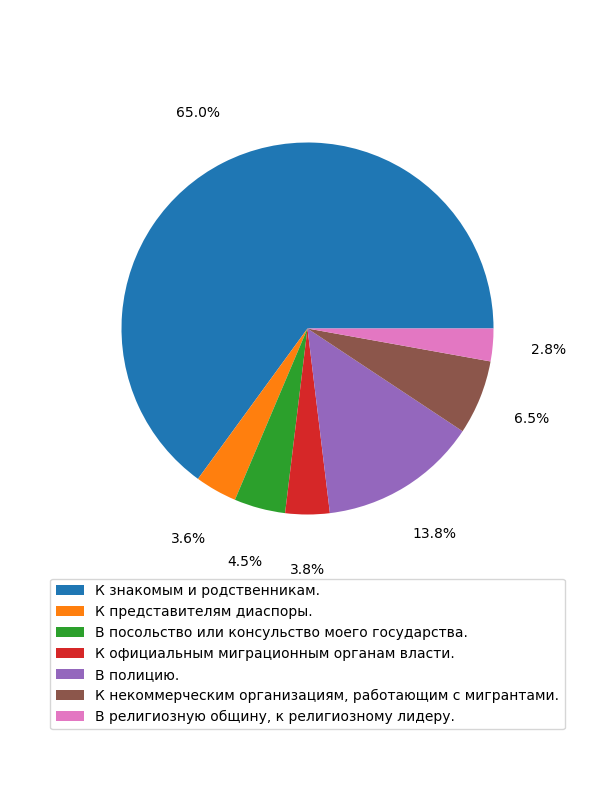 65.0%
2.8%
6.5%
13.8%
3.6%
4.5%
3.8%
К знакомым и родственникам.
К представителям диаспоры.
В посольство или консульство моего государства.
К официальным миграционным органам власти.
В полицию.
К некоммерческим организациям, работающим с мигрантами.
В религиозную общину, к религиозному лидеру.